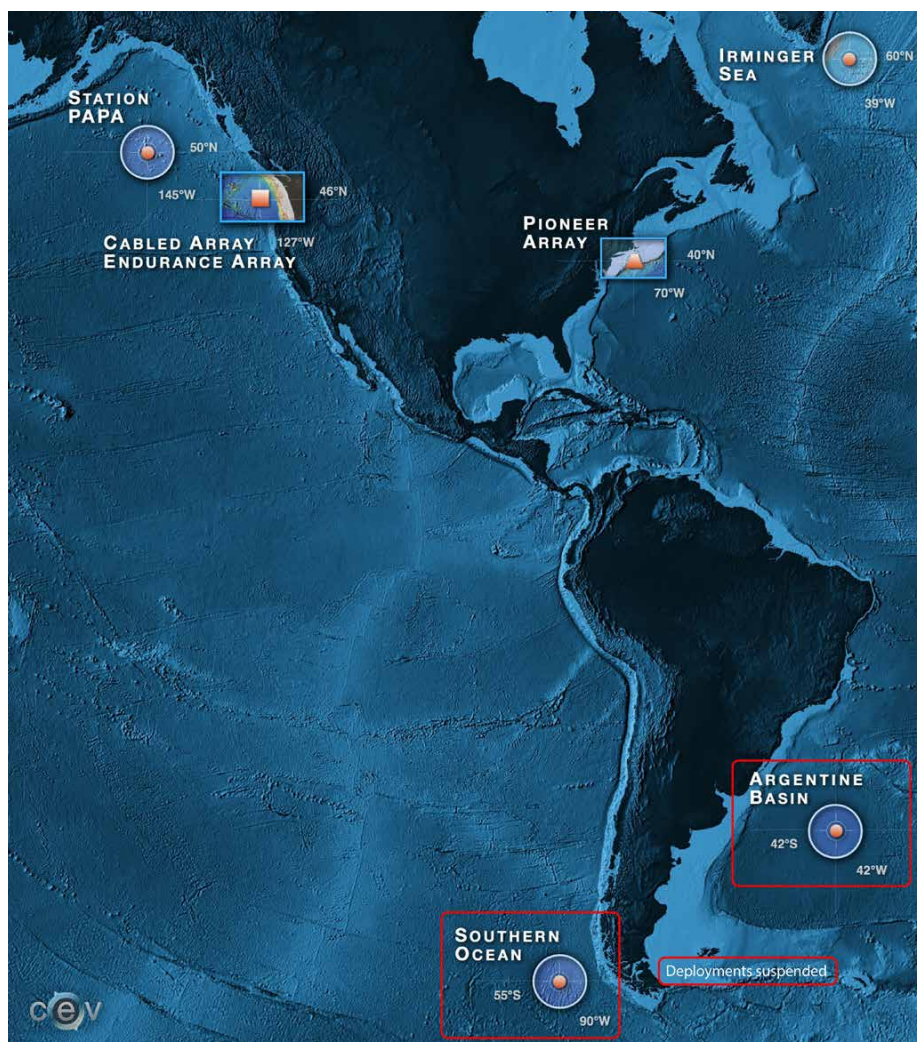 IRMINGER
SEA
60°N
39°W
STATION
PAPA
50°N
145°W
46°N
127°W
CABLED ARRAY
ENDURANCE ARRAY
PIONEER
ARRAY
40°N
70°W
ARGENTINE
BASIN
42°S
42°W
SOUTHERN
OCEAN
55°S
90°W
Deployments suspended
cev